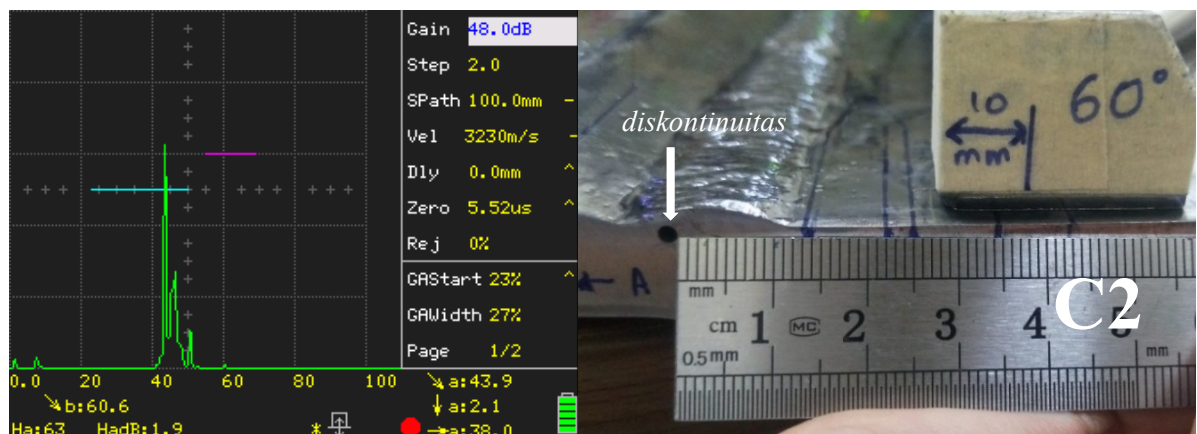 Gain 48.0dB
Step 2.0
SPath 100.0mm
Vel 3230m/s
Dly 0.0mm
Zero 5.52us
Rej 0%
GAStart 23%
GAWidth 27%
Page 1/2
0.0 20 40 60 80 100
b:60.6
Ha:63 HadB:1.9
a:43.9
a:2.1
a:38.0
diskontinuitas
10
mm
60°
A
C2
mm
cm 1 MC 2 3 4 5
0.5mm
mm